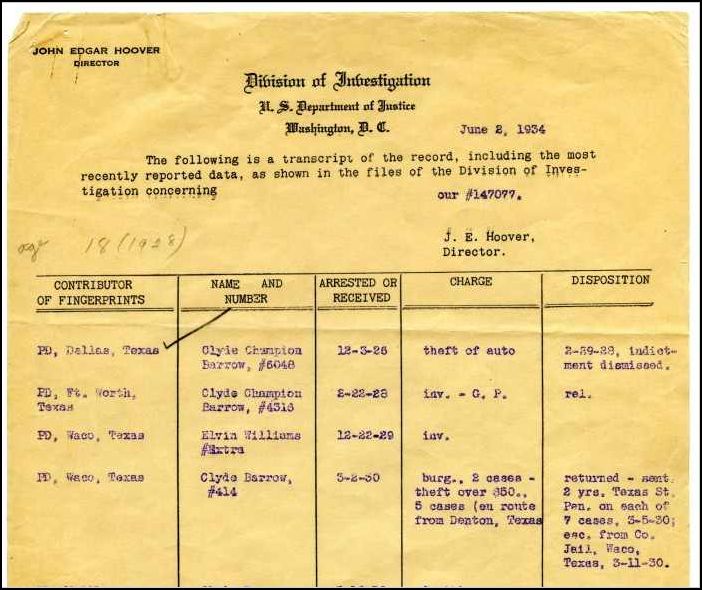 JOHN EDGAR HOOVER
DIRECTOR
Division of Investigation
U. S. Department of Justice
Washington, D. C.
June 2, 1934
The following is a transcript of the record, including the most
recently reported data, as shown in the files of the Division of Inves-
tigation concerning our #147077.
J. E. Hoover,
Director.
18 (1928)
CONTRIBUTOR OF FINGERPRINTS
NAME AND NUMBER
ARRESTED OR RECEIVED
CHARGE
DISPOSITION
PD, Dallas, Texas Clyde Champion 12-3-26 theft of auto 2-29-28, indict-
Barrow, #6048 ment dismissed.
PD, Ft. Worth, Clyde Champion 2-22-28 inv. - G. P. rel.
Texas Barrow, #4316
PD, Waco, Texas Elvin Williams 12-22-29 inv.
#Extra
PD, Waco, Texas Clyde Barrow, 3-2-30 burg., 2 cases - returned - sent.
#414 theft over $50., 2 yrs. Texas St.
5 cases (en route Pen. on each of
from Denton, Texas 7 cases, 3-5-30;
esc. from Co.
Jail, Waco,
Texas, 3-11-30.